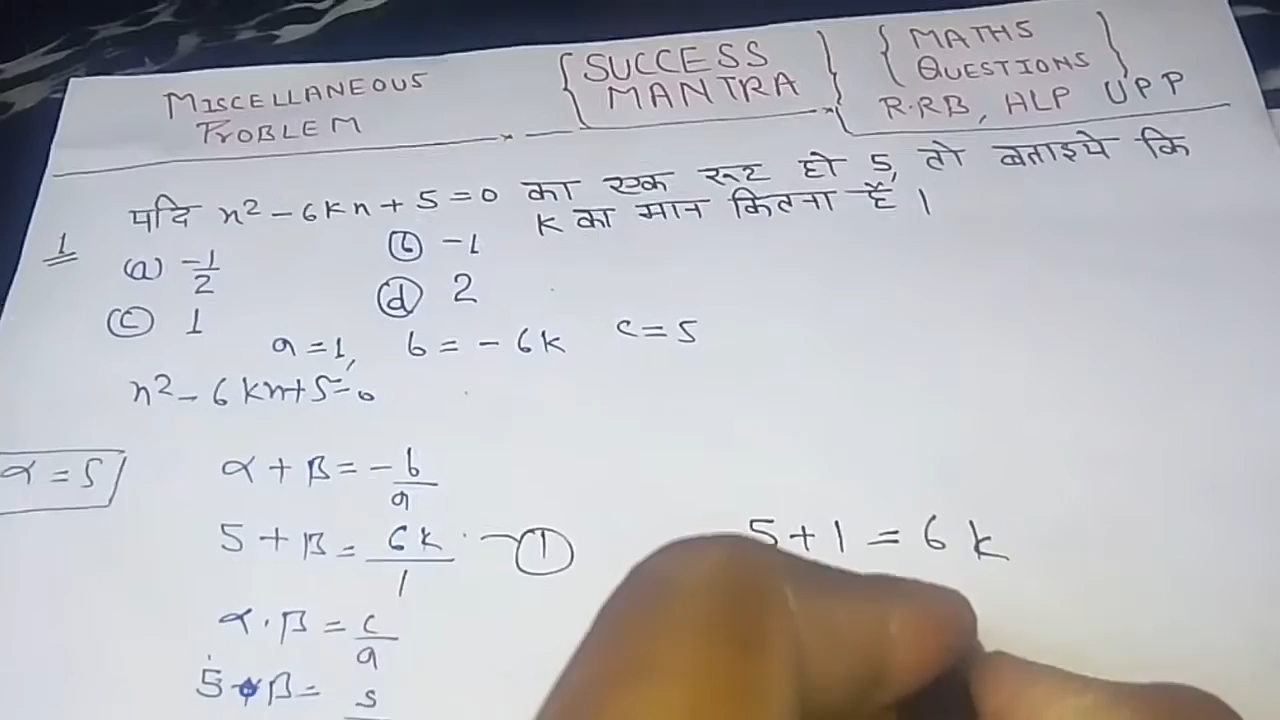 MISCELLANEOUS
PROBLEM
{SUCCESS
MANTRA}
{MATHS
QUESTIONS}
R.RB, HLP UPP
1
यदि x² - 6kx + 5 = 0 का एक रूट हो 5, तो बताइये कि
K का मान कितना है ।
(a) -1/2 (b) -1
(c) 1 (d) 2
a = 1, b = - 6k c = 5
x² - 6kx + 5 = 0
α = 5
α + β = -b/a
5 + β = 6k/1 - ①
5 + 1 = 6k
α . β = c/a
5 β = 5